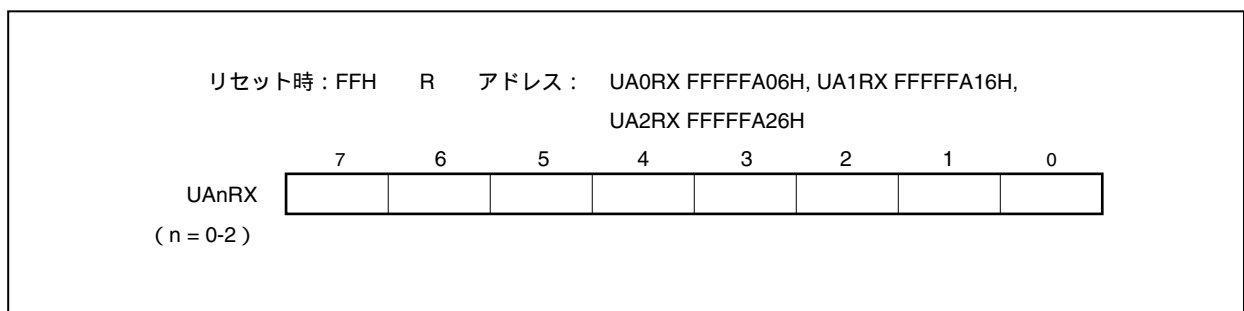 リセット時：FFH R アドレス： UA0RX FFFFFA06H, UA1RX FFFFFA16H,
UA2RX FFFFFA26H
7 6 5 4 3 2 1 0
UAnRX
（n = 0-2）